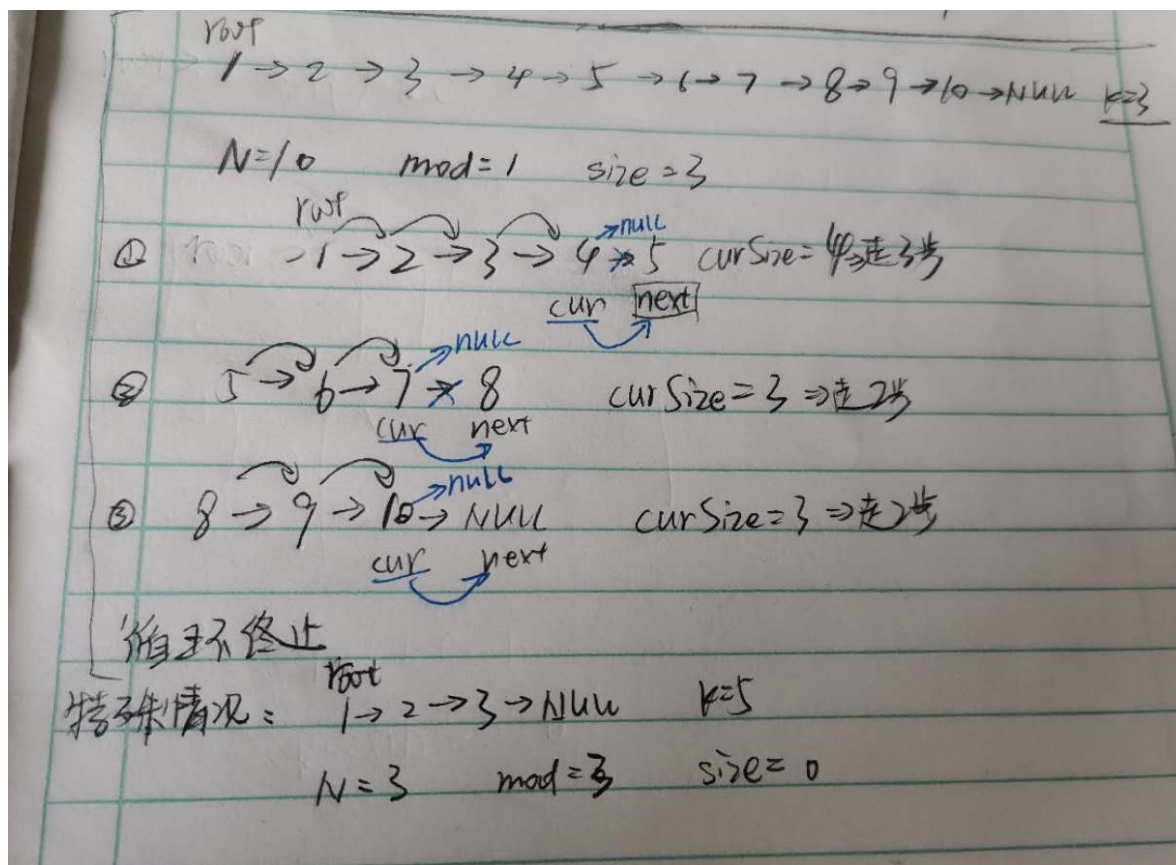 root
1 → 2 → 3 → 4 → 5 → 6 → 7 → 8 → 9 → 10 → NULL k=3
N=10 mod=1 size=3
root
null
① 1 → 2 → 3 → 4 → 5 curSize=4⇒走3步
cur next
null
② 5 → 6 → 7 → 8 curSize=3 ⇒走2步
cur next
null
③ 8 → 9 → 10 → NULL curSize=3 ⇒走2步
cur next
循环终止
root
特殊情况: 1 → 2 → 3 → NULL k=5
N=3 mod=3 size=0